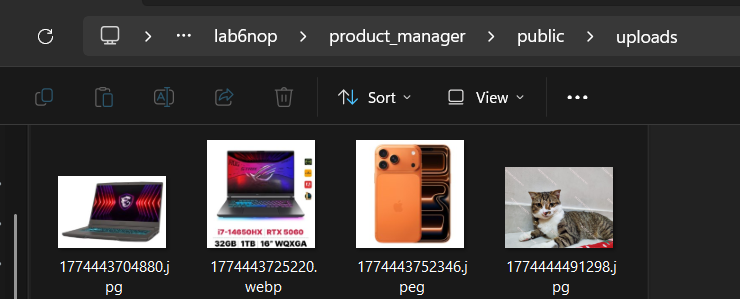 lab6nop > product_manager > public > uploads
Sort
View
i7-14650HX RTX 5060
32GB 1TB 16" WQXGA
1774443704880.j
pg
1774443725220.
webp
1774443752346.j
peg
1774444491298.j
pg